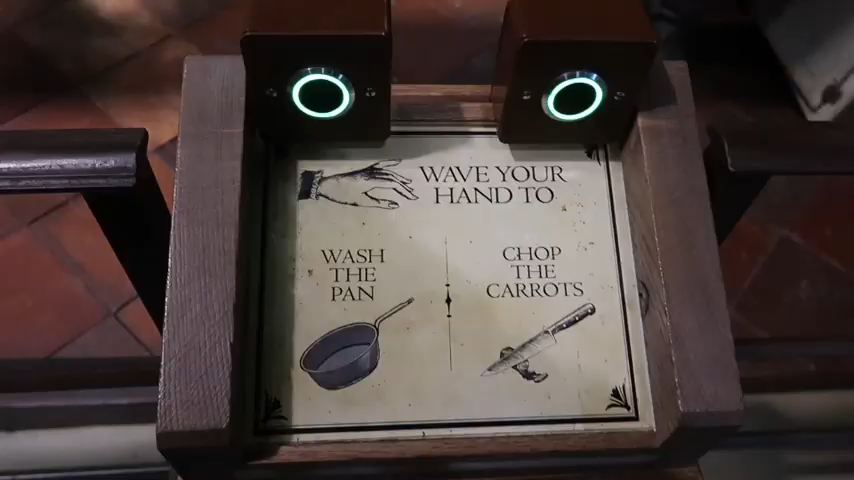 WAVE YOUR
HAND TO
WASH
THE
PAN
CHOP
THE
CARROTS